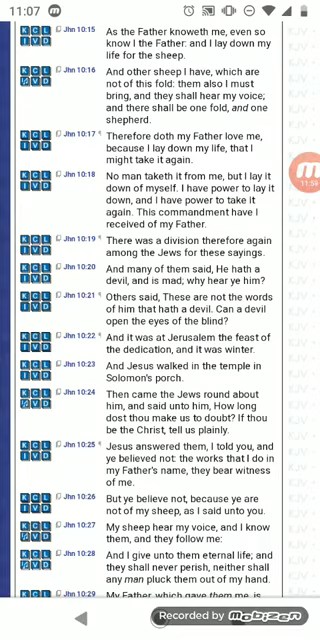 11:07
K C L Jhn 10:15 As the Father knoweth me, even so
I V D know I the Father: and I lay down my
life for the sheep.
K C L Jhn 10:16 And other sheep I have, which are
V D not of this fold: them also I must
bring, and they shall hear my voice;
and there shall be one fold, and one
shepherd.
K C L Jhn 10:17 Therefore doth my Father love me,
I V D because I lay down my life, that I
might take it again.
K C L Jhn 10:18 No man taketh it from me, but I lay it
I V D down of myself. I have power to lay it
down, and I have power to take it
again. This commandment have I
received of my Father.
K C L Jhn 10:19 There was a division therefore again
I V D among the Jews for these sayings.
K C L Jhn 10:20 And many of them said, He hath a
I V D devil, and is mad; why hear ye him?
K C L Jhn 10:21 Others said, These are not the words
I V D of him that hath a devil. Can a devil
open the eyes of the blind?
K C L Jhn 10:22 And it was at Jerusalem the feast of
I V D the dedication, and it was winter.
K C L Jhn 10:23 And Jesus walked in the temple in
I V D Solomon's porch.
K C L Jhn 10:24 Then came the Jews round about
V D him, and said unto him, How long
dost thou make us to doubt? If thou
be the Christ, tell us plainly.
K C L Jhn 10:25 Jesus answered them, I told you, and
I V D ye believed not: the works that I do in
my Father's name, they bear witness
of me.
K C L Jhn 10:26 But ye believe not, because ye are
I V D not of my sheep, as I said unto you.
K C L Jhn 10:27 My sheep hear my voice, and I know
V D them, and they follow me:
K C L Jhn 10:28 And I give unto them eternal life; and
V D they shall never perish, neither shall
any man pluck them out of my hand.
K C L Jhn 10:29 My Father, which gave them me, is
KJV
11:59
Recorded by Mobizen